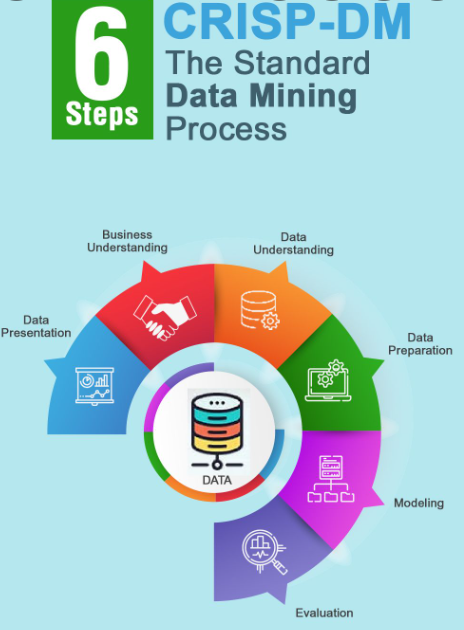 6
Steps
CRISP-DM
The Standard
Data Mining
Process
Business
Understanding
Data
Understanding
Data
Presentation
Data
Preparation
DATA
Modeling
Evaluation